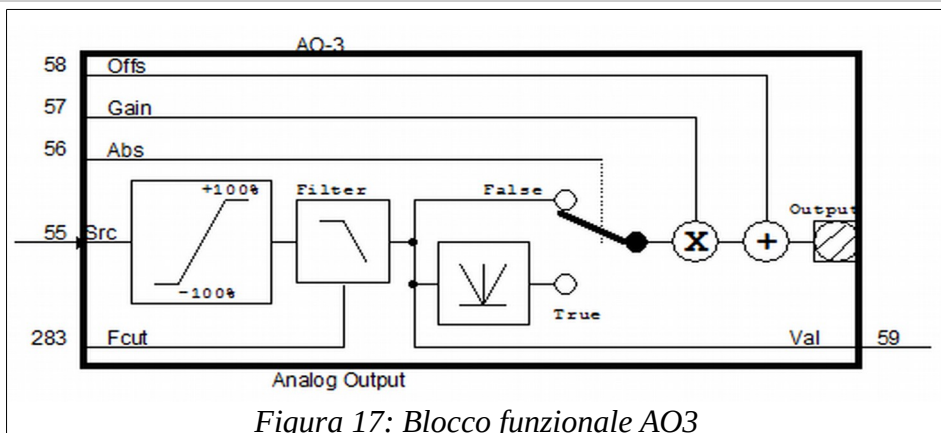 AO-3
58 Offs
57 Gain
56 Abs
+100%
Filter
False
Output
55 Src
X
+
-100%
True
283 Fcut
Val 59
Analog Output
Figura 17: Blocco funzionale AO3